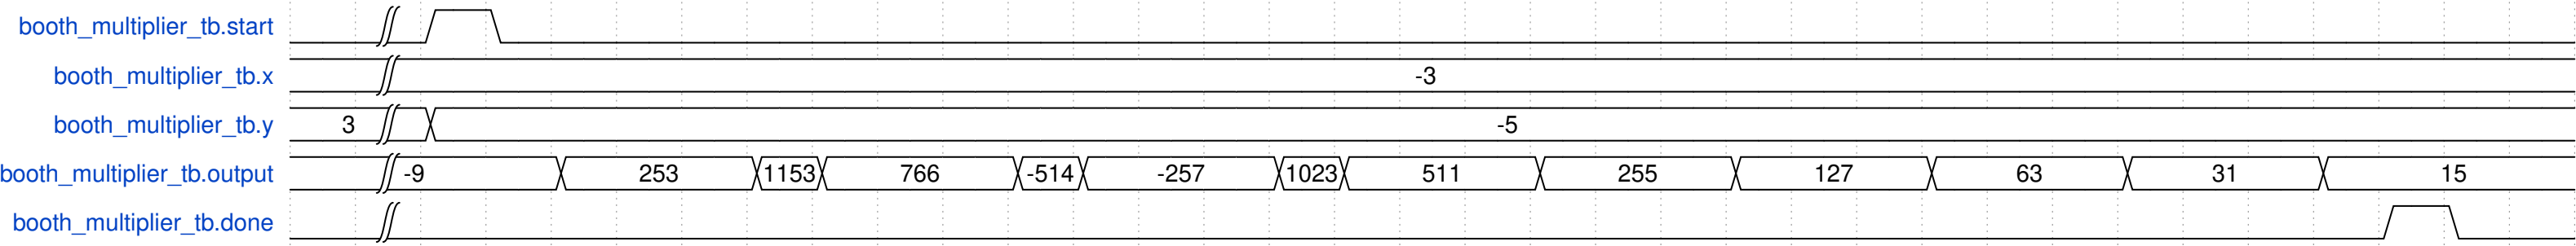 booth_multiplier_tb.start
booth_multiplier_tb.x -3
booth_multiplier_tb.y 3 -5
booth_multiplier_tb.output -9 253 1153 766 -514 -257 1023 511 255 127 63 31 15
booth_multiplier_tb.done